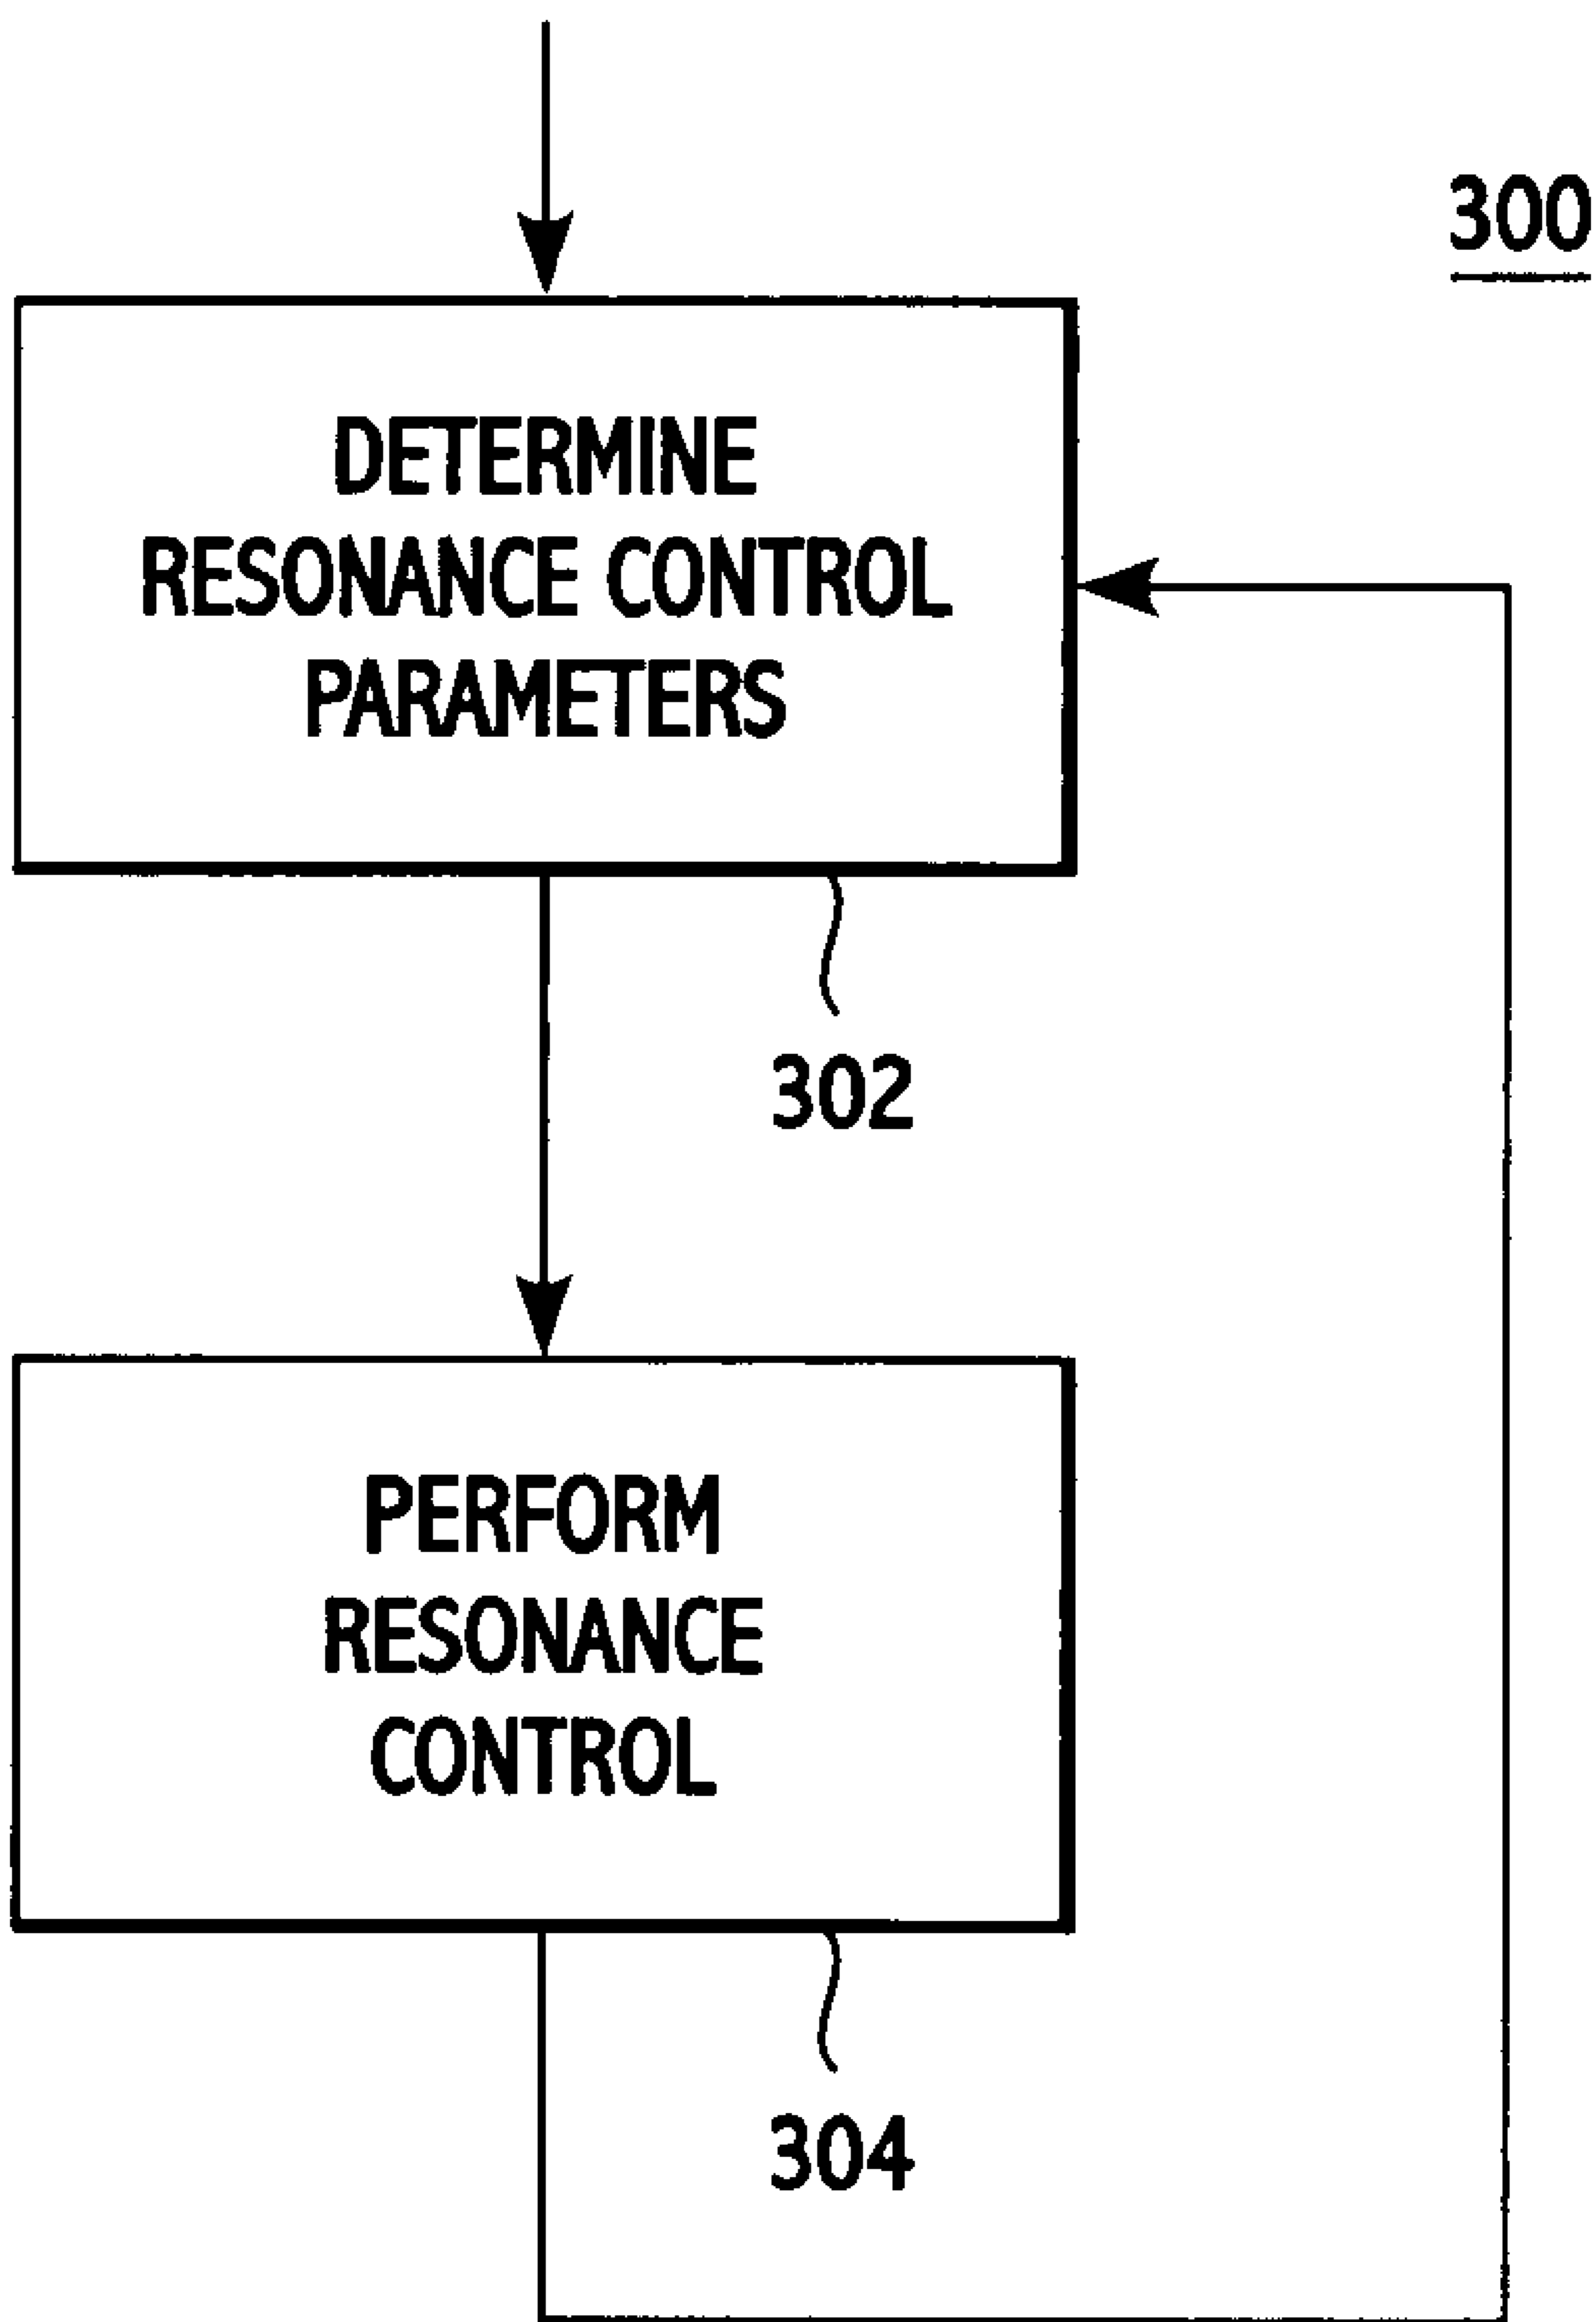 300
DETERMINE
RESONANCE CONTROL
PARAMETERS
302
PERFORM
RESONANCE
CONTROL
304